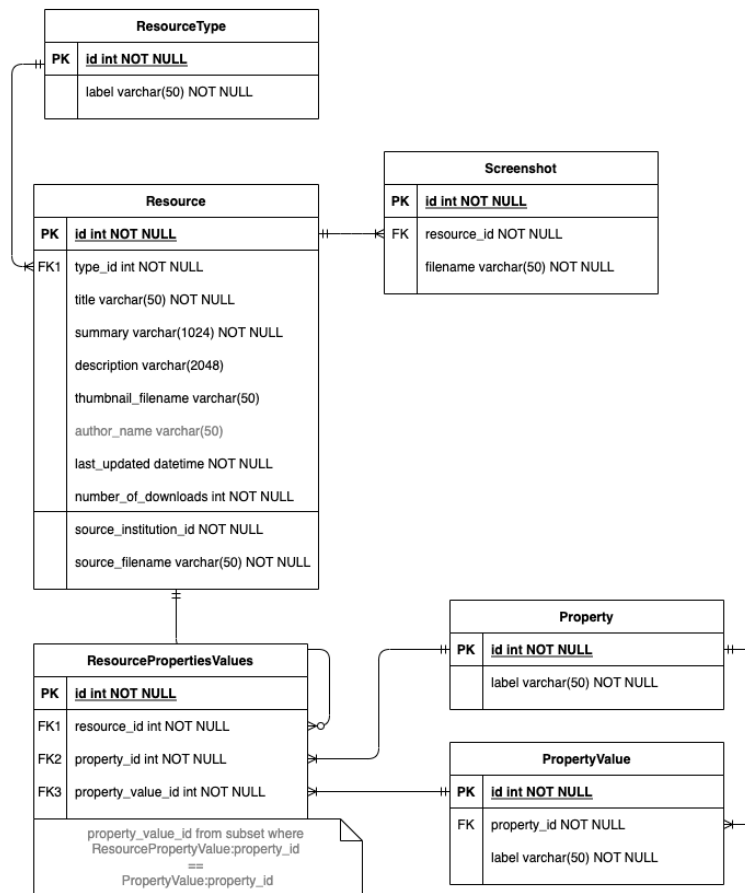 ResourceType
PK id int NOT NULL
label varchar(50) NOT NULL
Screenshot
PK id int NOT NULL
FK resource_id NOT NULL
filename varchar(50) NOT NULL
Resource
PK id int NOT NULL
FK1 type_id int NOT NULL
title varchar(50) NOT NULL
summary varchar(1024) NOT NULL
description varchar(2048)
thumbnail_filename varchar(50)
author_name varchar(50)
last_updated datetime NOT NULL
number_of_downloads int NOT NULL
source_institution_id NOT NULL
source_filename varchar(50) NOT NULL
Property
PK id int NOT NULL
label varchar(50) NOT NULL
ResourcePropertiesValues
PK id int NOT NULL
FK1 resource_id int NOT NULL
FK2 property_id int NOT NULL
FK3 property_value_id int NOT NULL
property_value_id from subset where
ResourcePropertyValue:property_id
==
PropertyValue:property_id
PropertyValue
PK id int NOT NULL
FK property_id NOT NULL
label varchar(50) NOT NULL